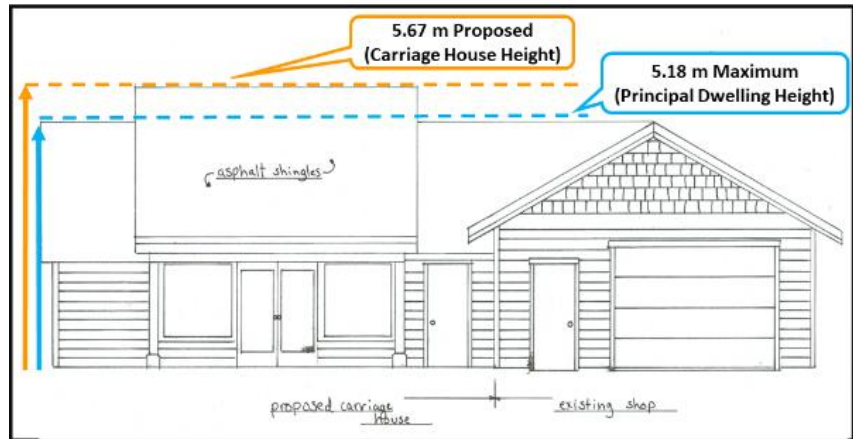 5.67 m Proposed
(Carriage House Height)
5.18 m Maximum
(Principal Dwelling Height)
asphalt shingles
proposed carriage
house
existing shop